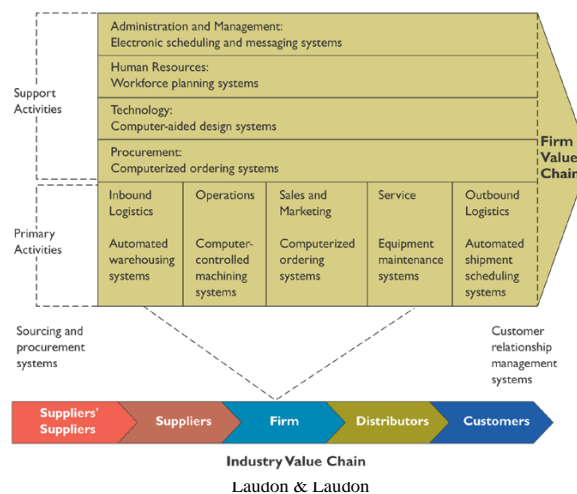 Administration and Management:
Electronic scheduling and messaging systems
Human Resources:
Workforce planning systems
Support
Activities
Technology:
Computer-aided design systems
Procurement:
Computerized ordering systems
Firm
Value
Chain
Primary
Activities
Inbound
Logistics
Automated
warehousing
systems
Operations
Computer-
controlled
machining
systems
Sales and
Marketing
Computerized
ordering
systems
Service
Equipment
maintenance
systems
Outbound
Logistics
Automated
shipment
scheduling
systems
Sourcing and
procurement
systems
Customer
relationship
management
systems
Suppliers'
Suppliers
Suppliers
Firm
Distributors
Customers
Industry Value Chain
Laudon & Laudon